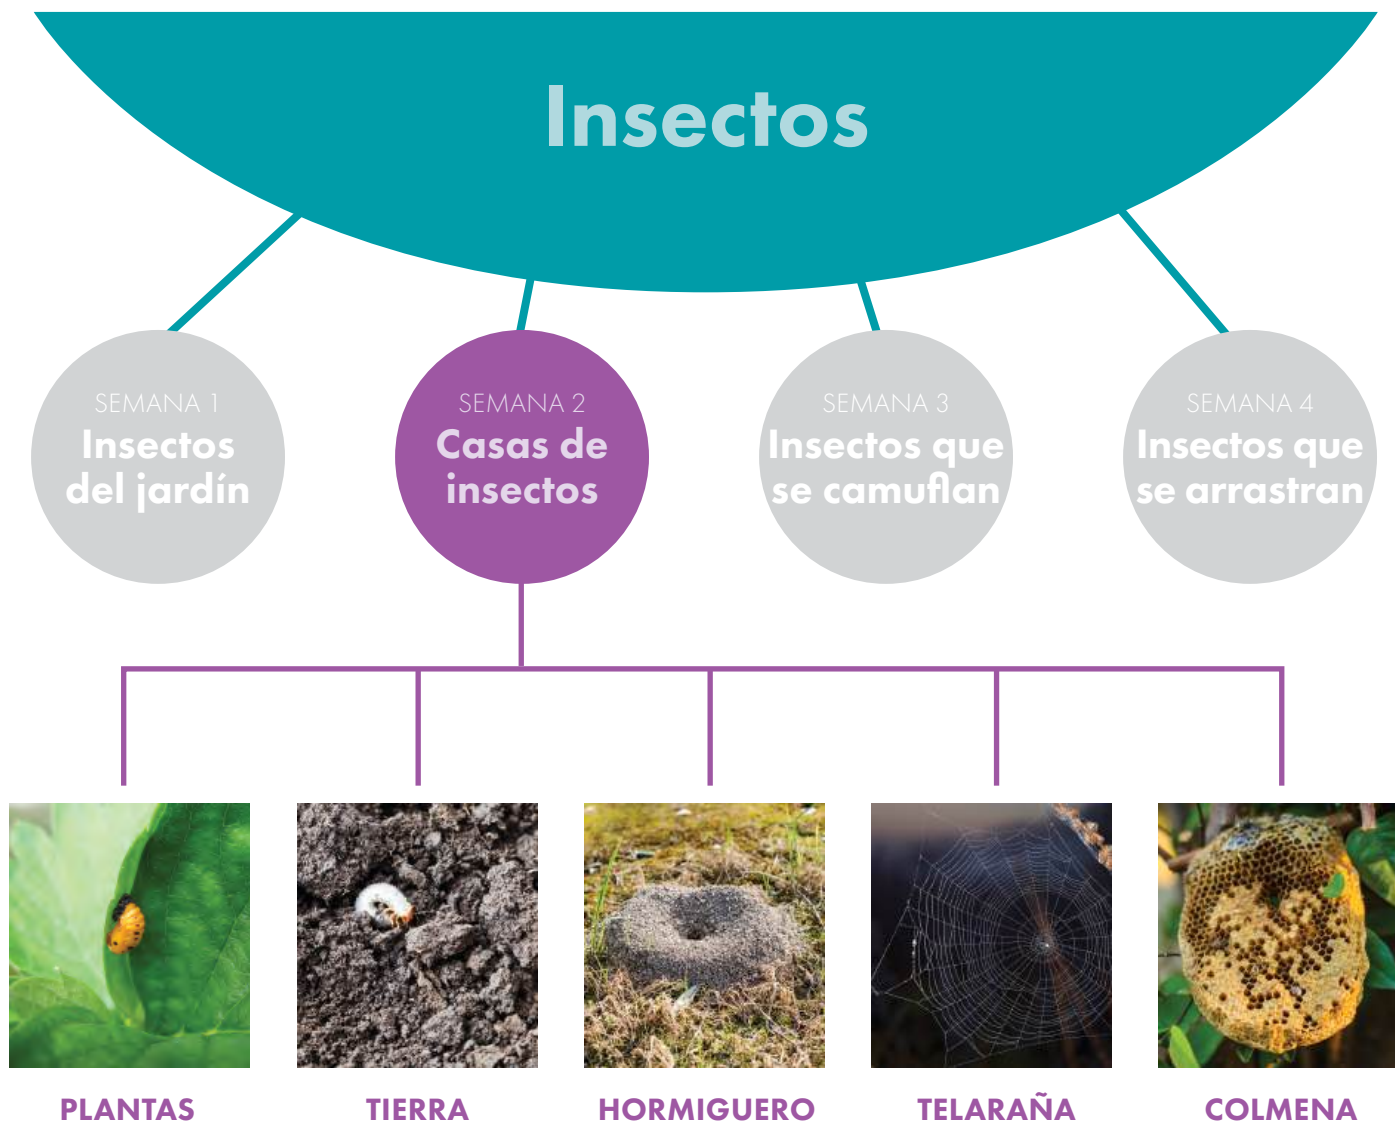 Insectos
SEMANA 1
Insectos
del jardín
SEMANA 2
Casas de
insectos
SEMANA 3
Insectos que
se camuflan
SEMANA 4
Insectos que
se arrastran
PLANTAS
TIERRA
HORMIGUERO
TELARAÑA
COLMENA